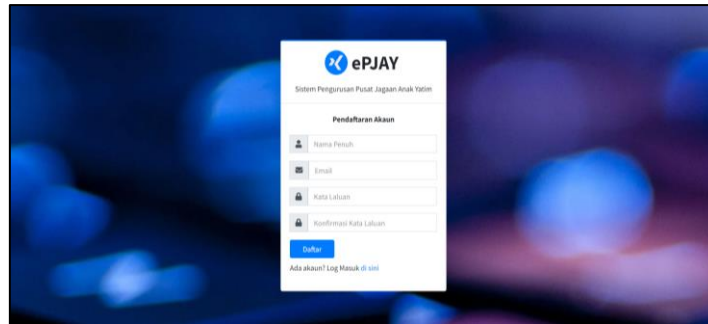 ePJAY
Sistem Pengurusan Pusat Jagaan Anak Yatim
Pendaftaran Akaun
Nama Penuh
Email
Kata Laluan
Konfirmasi Kata Laluan
Daftar
Ada akaun? Log Masuk di sini